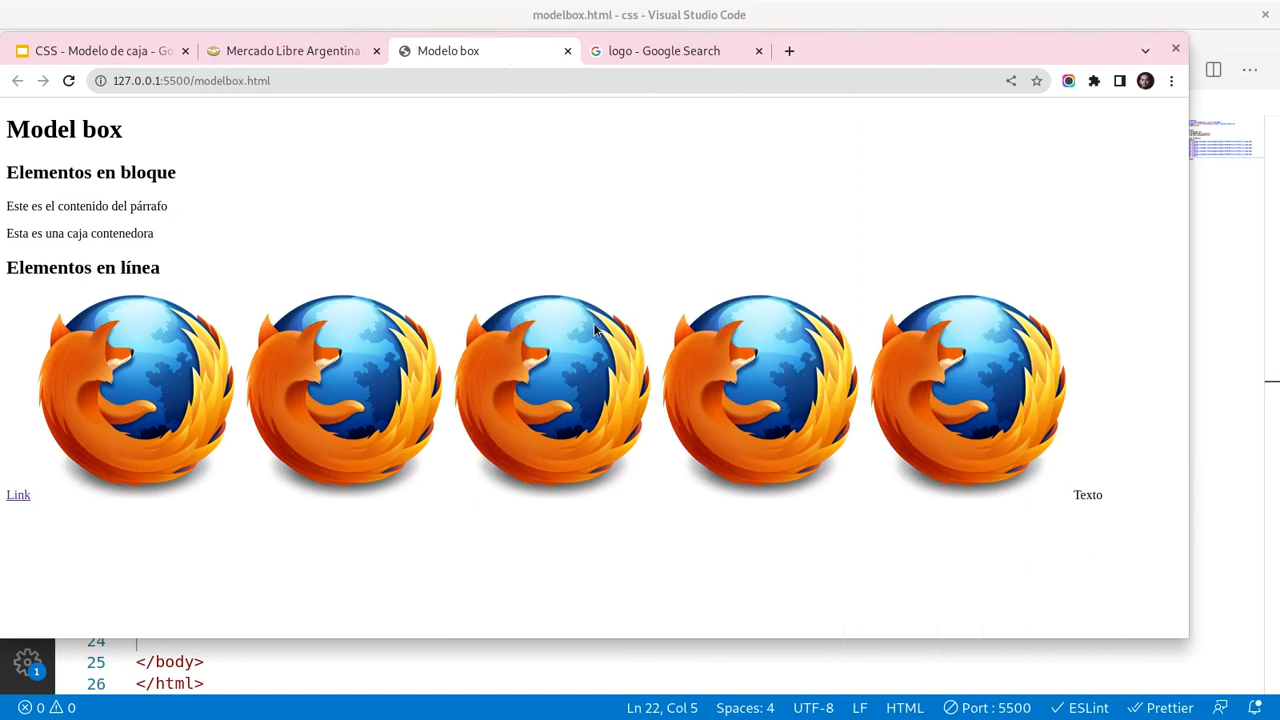 modelbox.html - css - Visual Studio Code
CSS - Modelo de caja - Go
Mercado Libre Argentina
Modelo box
logo - Google Search
127.0.0.1:5500/modelbox.html
Model box
Elementos en bloque
Este es el contenido del párrafo
Esta es una caja contenedora
Elementos en línea
Link
Texto
24
25 </body>
26 </html>
1
0 0
Ln 22, Col 5
Spaces: 4
UTF-8
LF
HTML
Port : 5500
ESLint
Prettier